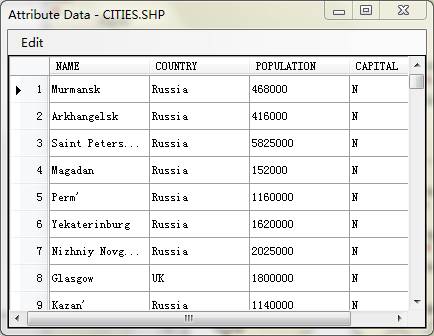 Attribute Data - CITIES.SHP
Edit
NAME COUNTRY POPULATION CAPITAL
1 Murmansk Russia 468000 N
2 Arkhangelsk Russia 416000 N
3 Saint Peters... Russia 5825000 N
4 Magadan Russia 152000 N
5 Perm' Russia 1160000 N
6 Yekaterinburg Russia 1620000 N
7 Nizhniy Novg... Russia 2025000 N
8 Glasgow UK 1800000 N
9 Kazan' Russia 1140000 N